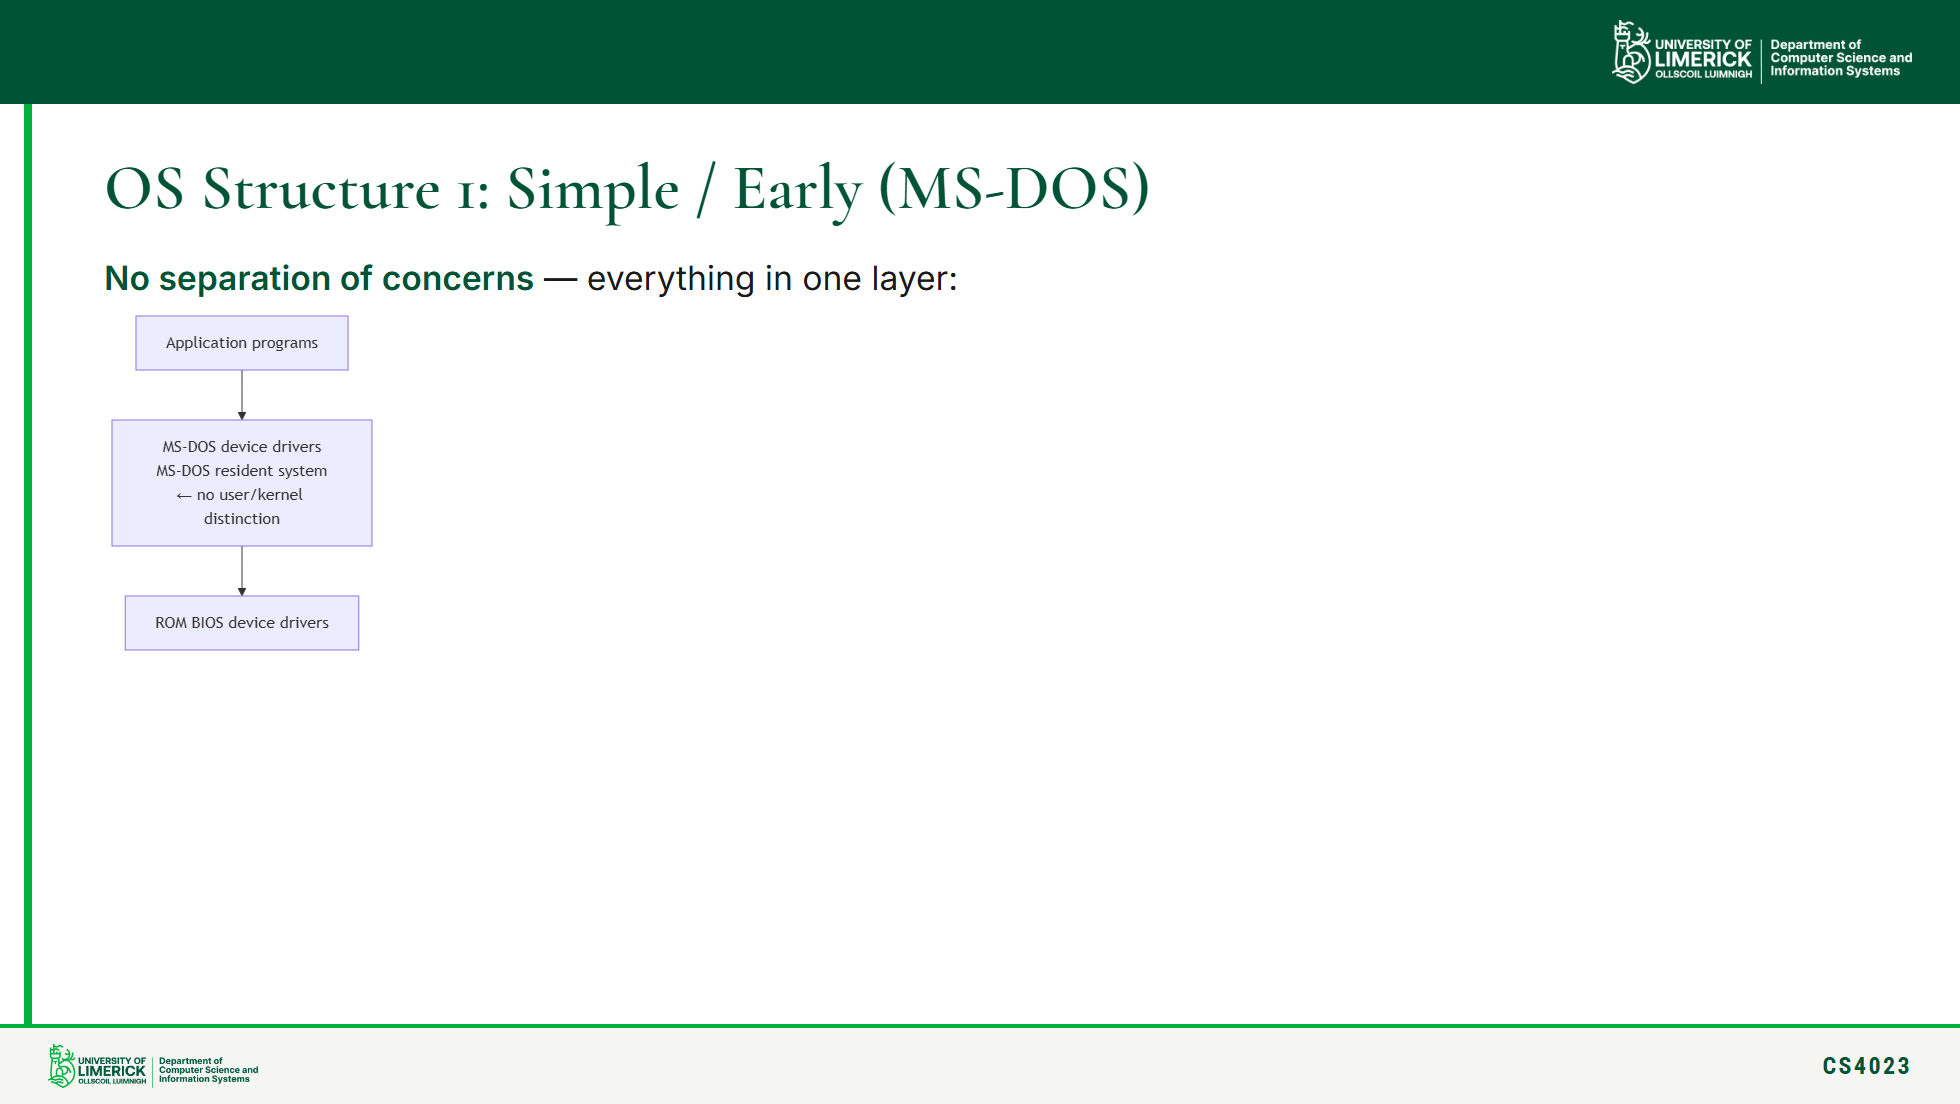 UNIVERSITY OF
LIMERICK
OLLSCOIL LUIMNIGH
Department of
Computer Science and
Information Systems
OS Structure 1: Simple / Early (MS-DOS)
No separation of concerns — everything in one layer:
Application programs
MS-DOS device drivers
MS-DOS resident system
← no user/kernel
distinction
ROM BIOS device drivers
UNIVERSITY OF
LIMERICK
OLLSCOIL LUIMNIGH
Department of
Computer Science and
Information Systems
CS4023